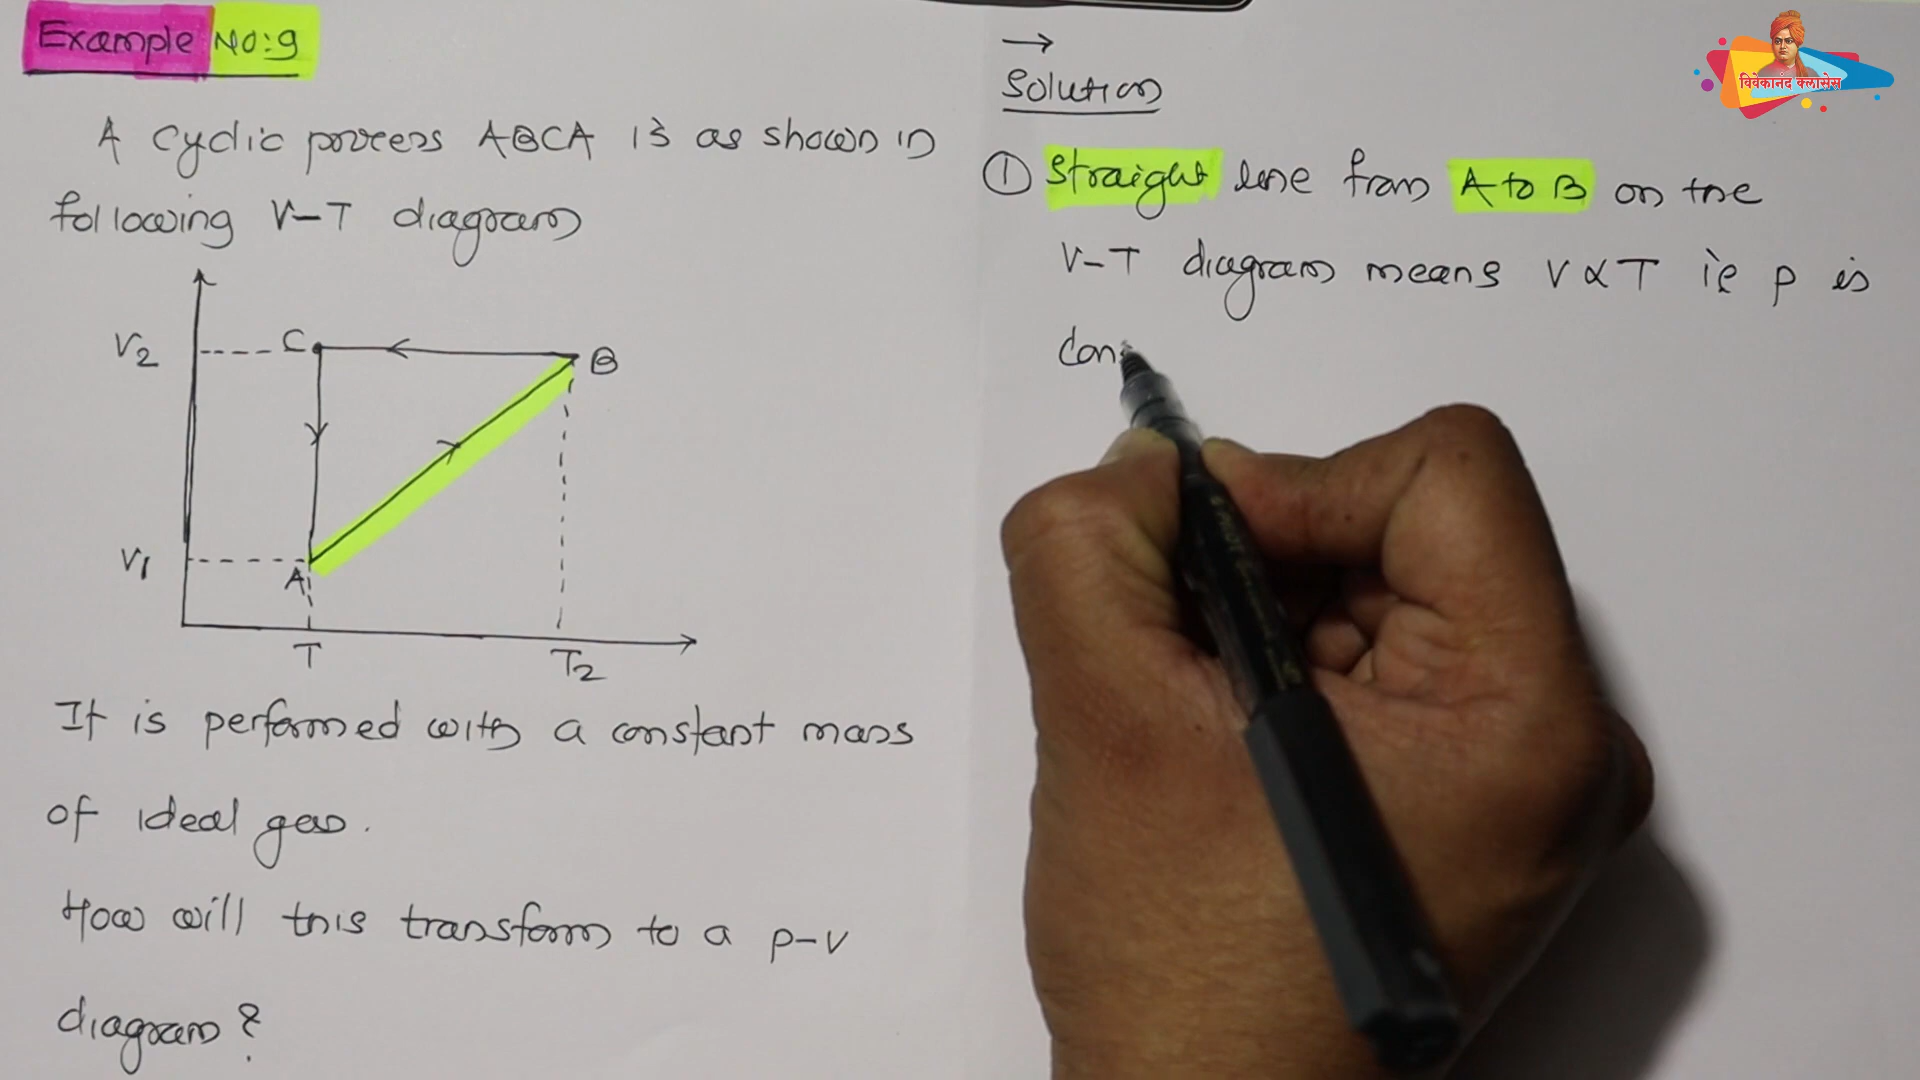 Example No:9
A cyclic process ABCA is as shown in
following V-T diagram
V2
C
B
V1
A
T
T2
It is performed with a constant mass
of ideal gas.
How will this transform to a p-v
diagram?
→
Solution
① Straight line from A to B on the
V-T diagram means V ∝ T ie p is
Con
विवेकानंद क्लासेस